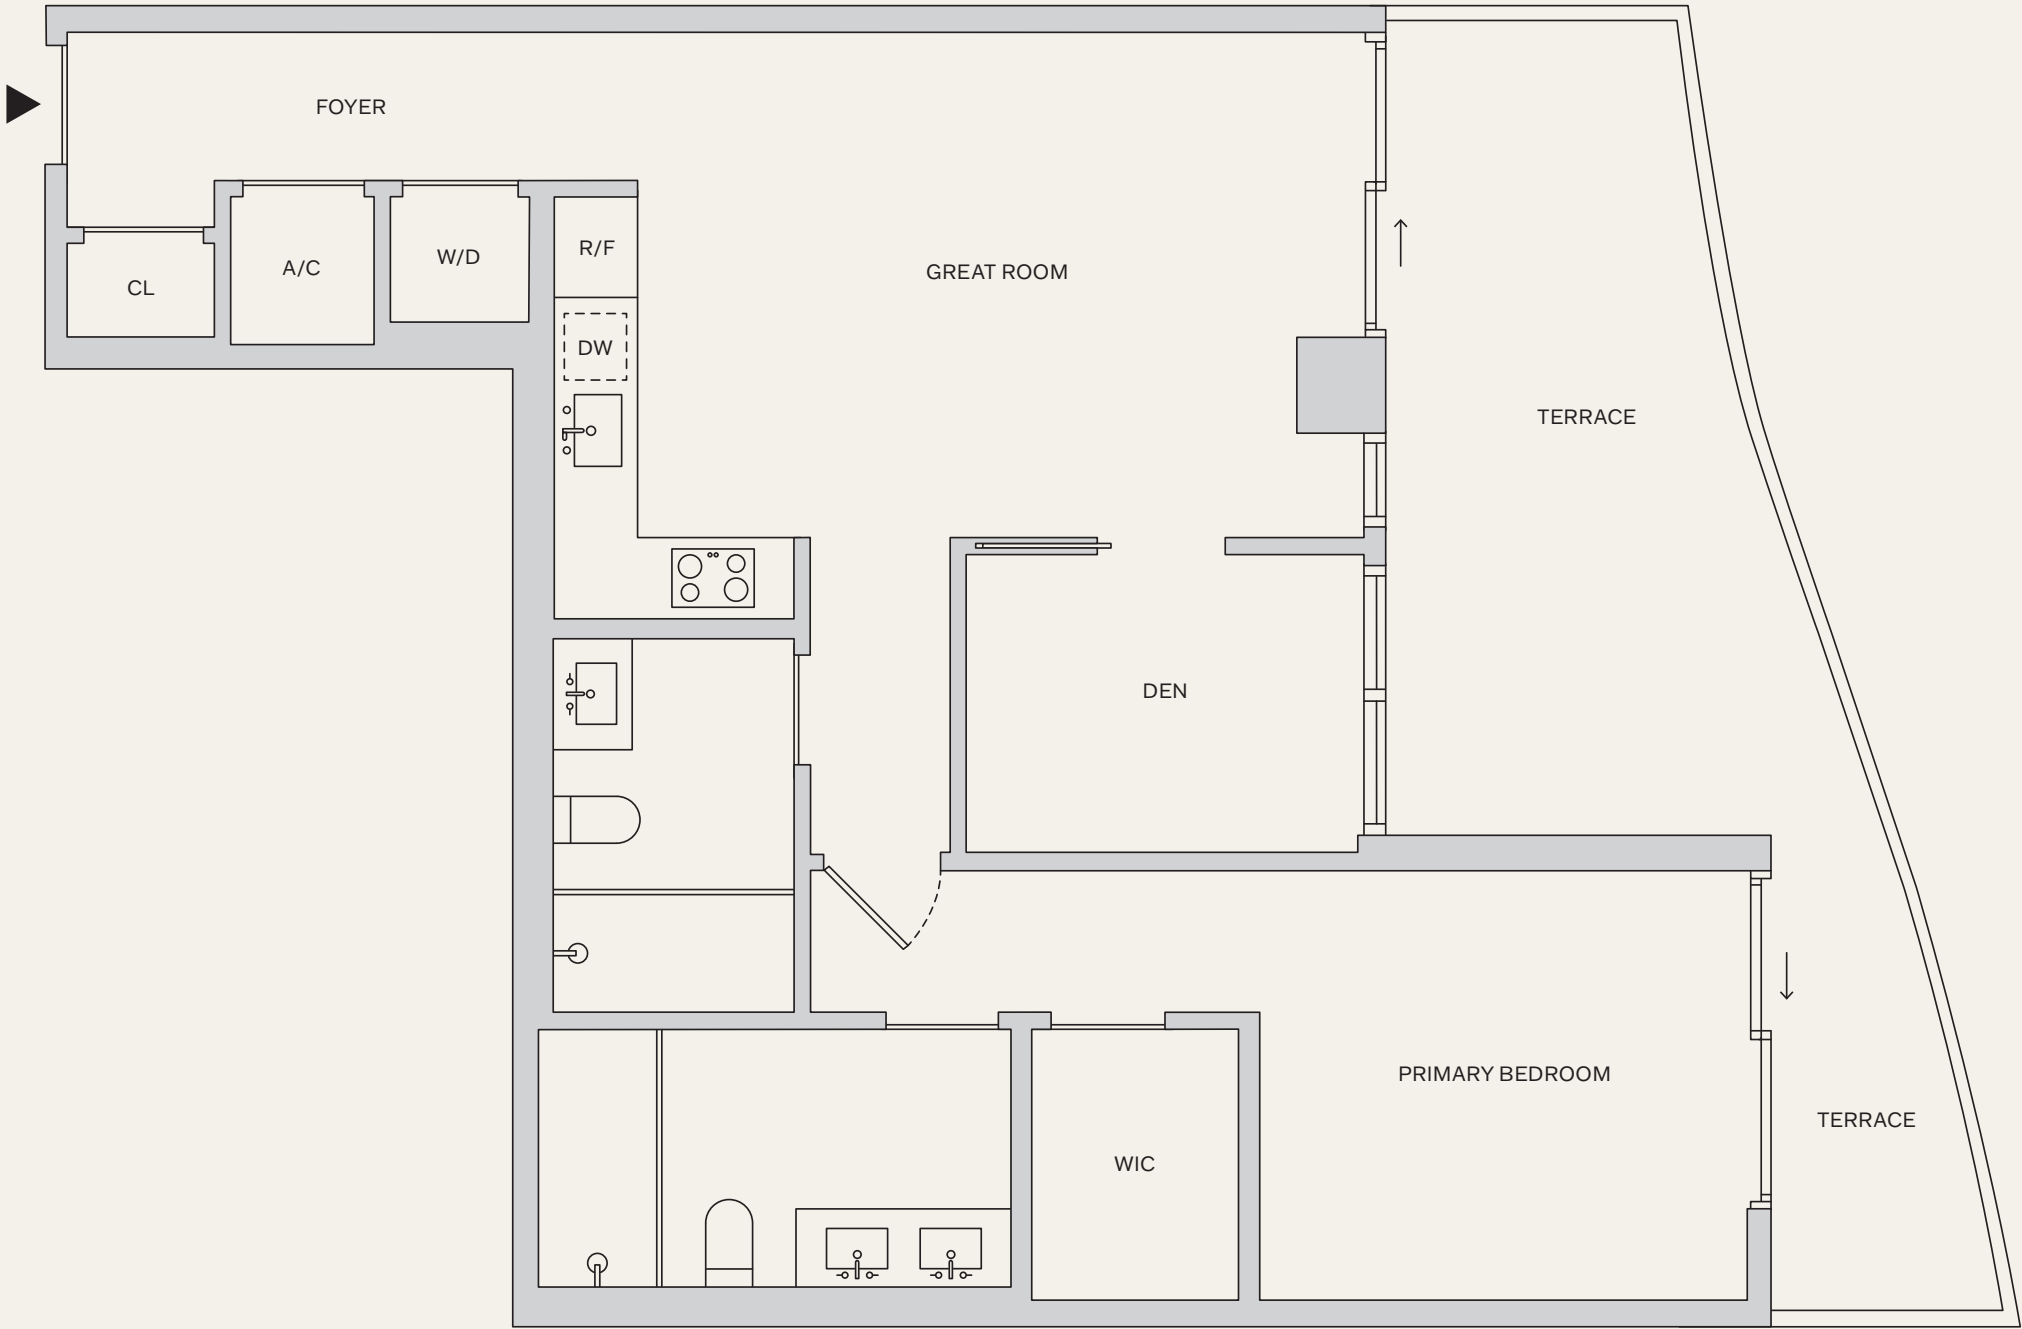 FOYER
R/F
W/D
A/C
GREAT ROOM
CL
DW
TERRACE
DEN
PRIMARY BEDROOM
TERRACE
WIC